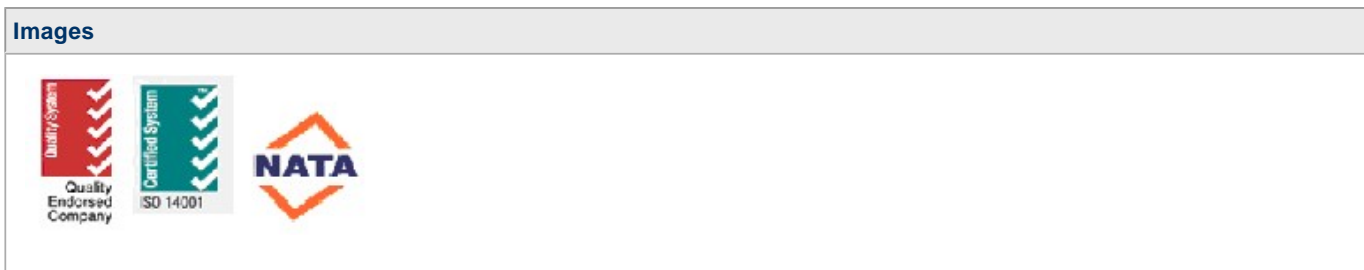 Images
Quality System
Quality
Endorsed
Company
Certified System
ISO 14001
NATA